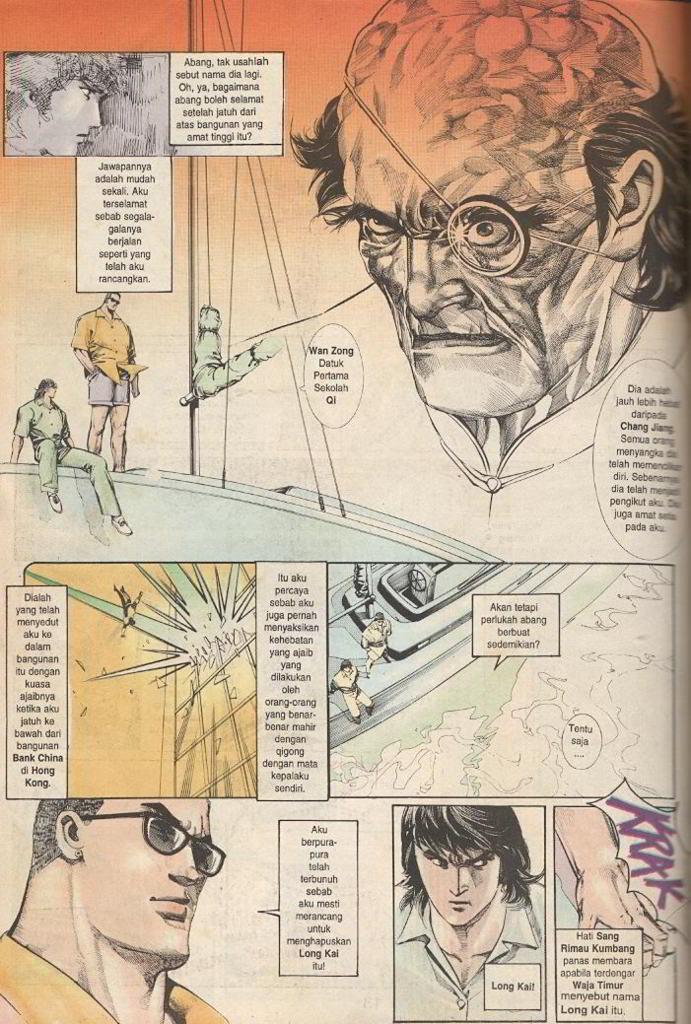 Abang, tak usahlah
sebut nama dia lagi.
Oh, ya, bagaimana
abang boleh selamat
setelah jatuh dari
atas bangunan yang
amat tinggi itu?
Jawapannya
adalah mudah
sekali. Aku
terselamat
sebab segala-
galanya
berjalan
seperti yang
telah aku
rancangkan.
Wan Zong
Datuk
Pertama
Sekolah
Qi
Dia adalah
jauh lebih hebat
daripada
Chang Jiang.
Semua orang
menyangka dia
telah memencilkan
diri. Sebenarnya
dia telah menjadi
pengikut aku. Dia
juga amat setia
pada aku.
Dialah
yang telah
menyedut
aku ke
dalam
bangunan
itu dengan
kuasa
ajaibnya
ketika aku
jatuh ke
bawah dari
bangunan
Bank China
di Hong
Kong.
Itu aku
percaya
sebab aku
juga pernah
menyaksikan
kehebatan
yang ajaib
yang
dilakukan
oleh
orang-orang
yang benar-
benar mahir
dengan
qigong
dengan mata
kepalaku
sendiri.
Akan tetapi
perlukah abang
berbuat
sedemikian?
Tentu
saja
....
Aku
berpura-
pura
telah
terbunuh
sebab
aku mesti
merancang
untuk
menghapuskan
Long Kai
itu!
Long Kai!
KRAK
Hati Sang
Rimau Kumbang
panas membara
apabila terdengar
Waja Timur
menyebut nama
Long Kai itu.